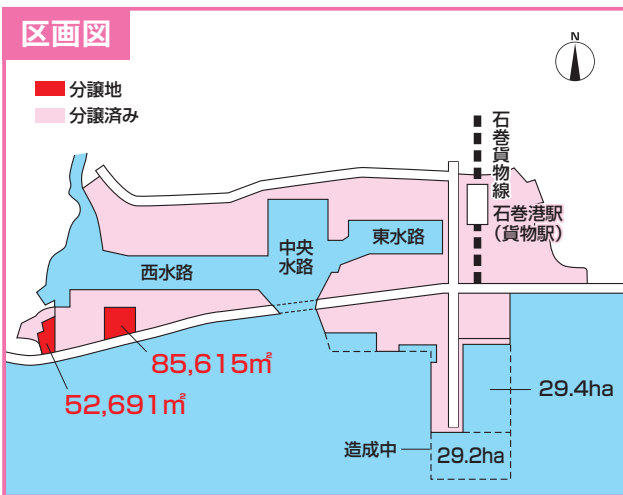 区画図
N
分譲地
分譲済み
石巻貨物線
石巻港駅
（貨物駅）
東水路
中央
水路
西水路
85,615㎡
52,691㎡
29.4ha
造成中
29.2ha